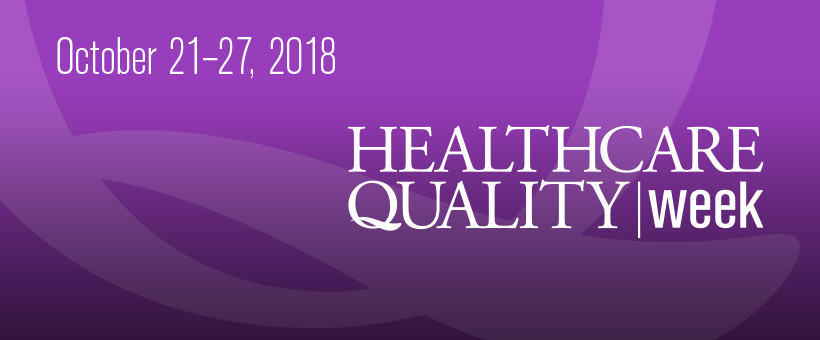 October 21–27, 2018
HEALTHCARE
QUALITY|week